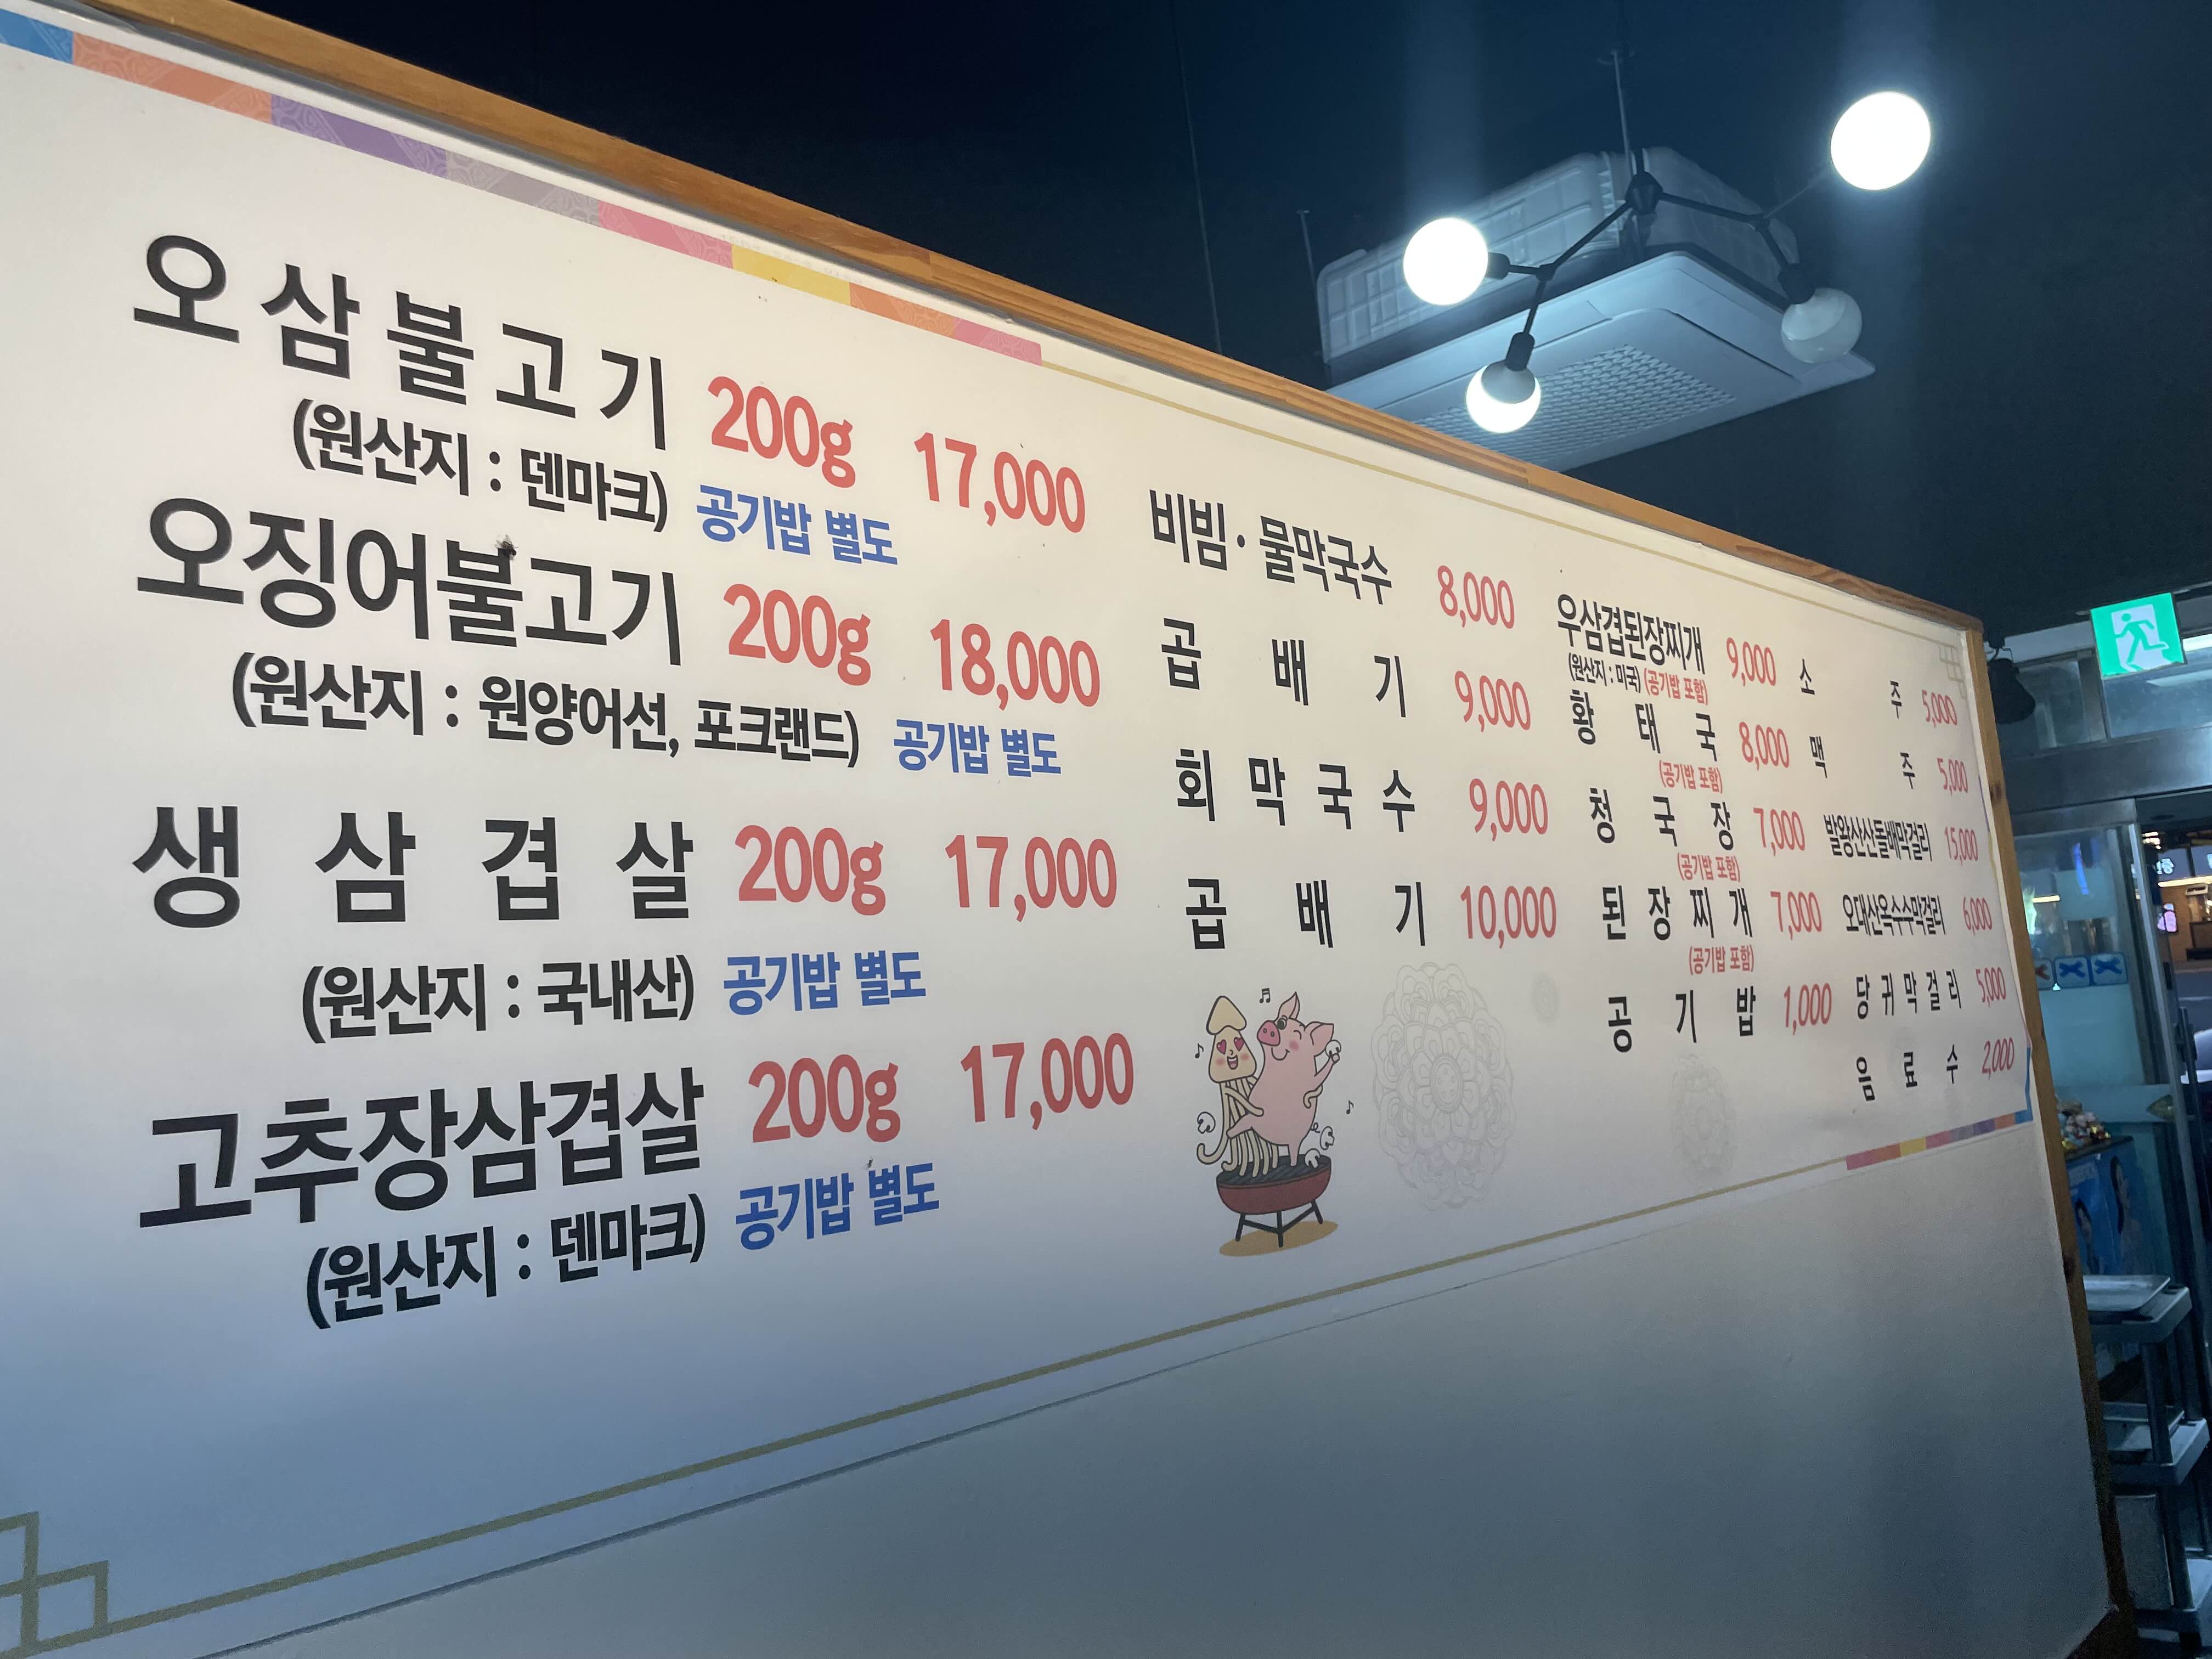 오삼불고기 200g 17,000
(원산지 : 덴마크) 공기밥 별도
오징어불고기 200g 18,000
(원산지 : 원양어선, 포크랜드) 공기밥 별도
생삼겹살 200g 17,000
(원산지 : 국내산) 공기밥 별도
고추장삼겹살 200g 17,000
(원산지 : 덴마크) 공기밥 별도
비빔·물막국수 8,000
곱배기 9,000
회막국수 9,000
곱배기 10,000
우삼겹된장찌개 9,000
(원산지 : 미국) (공기밥 포함)
황태국 8,000
(공기밥 포함)
청국장 7,000
(공기밥 포함)
된장찌개 7,000
(공기밥 포함)
공기밥 1,000
소주 5,000
맥주 5,000
발왕산산돌배막걸리 15,000
오대산옥수수막걸리 6,000
당귀막걸리 5,000
음료수 2,000